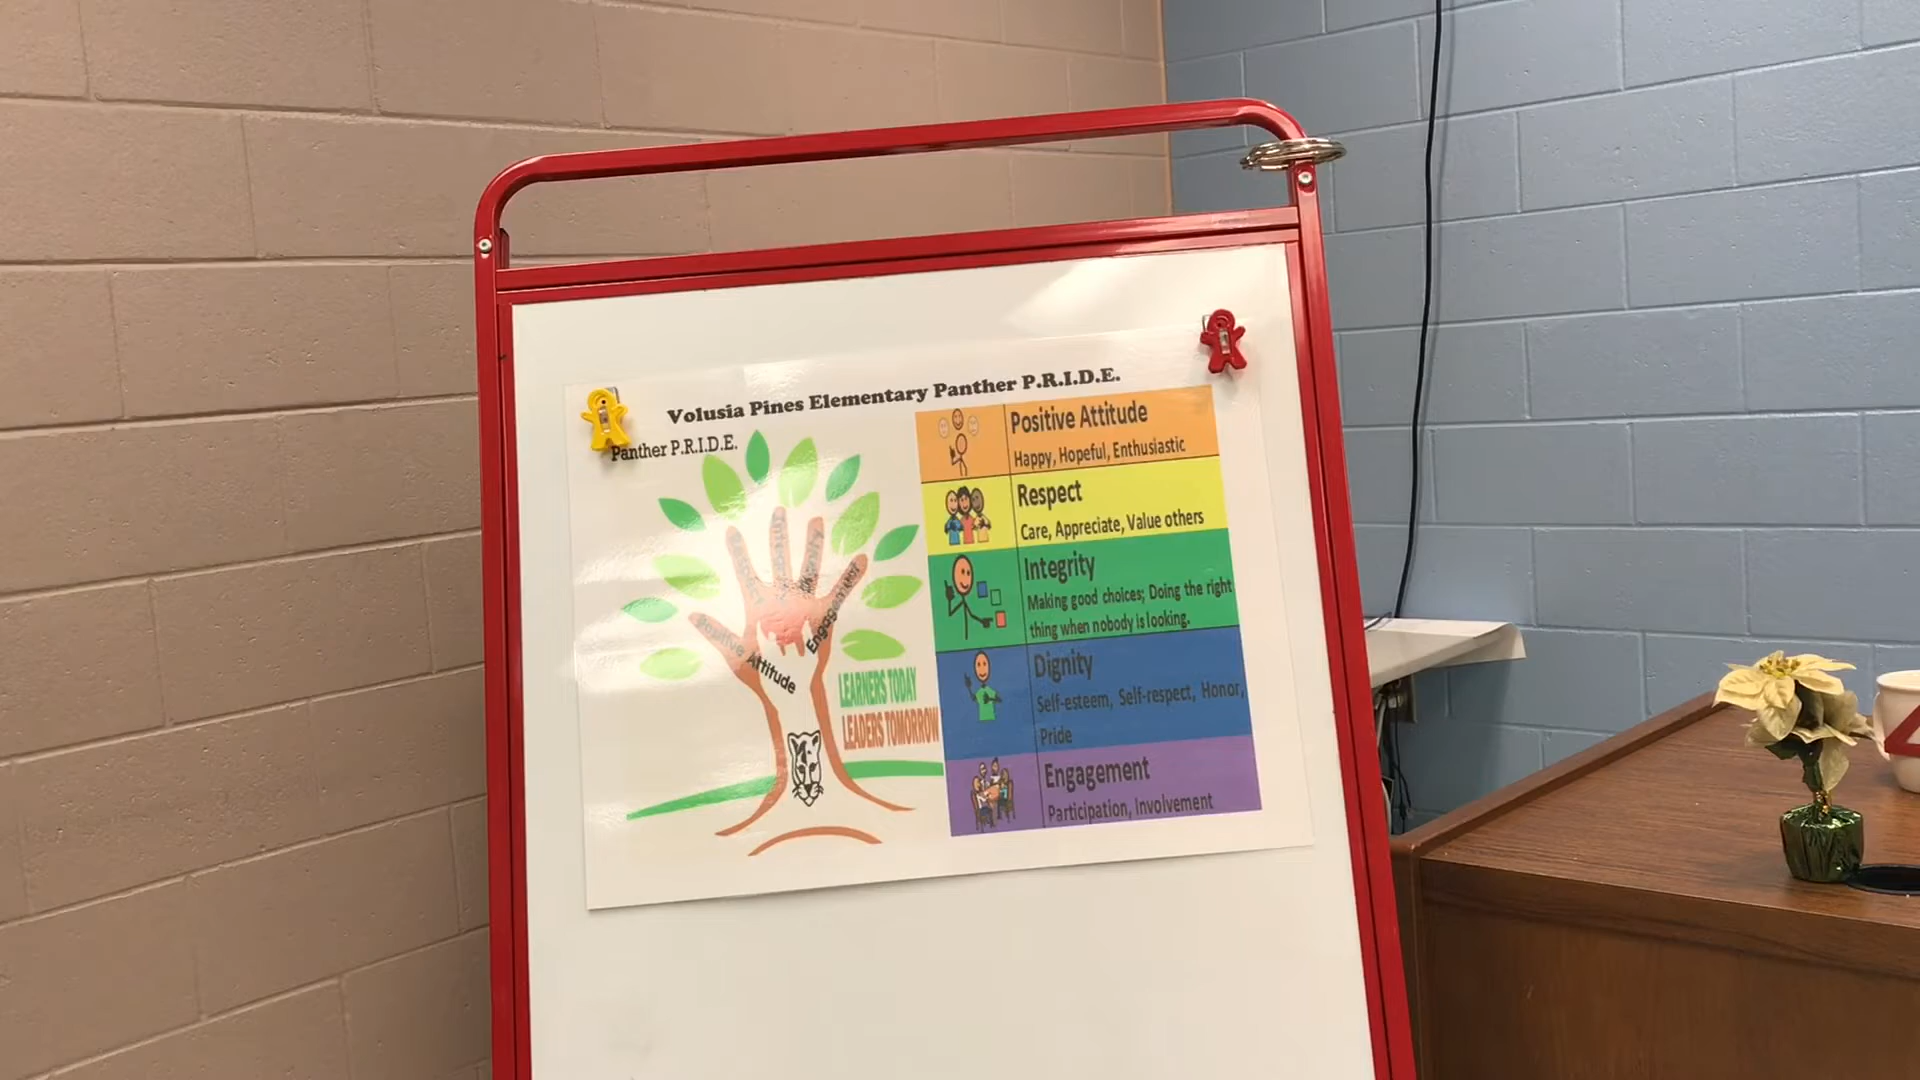 Volusia Pines Elementary Panther P.R.I.D.E.
Panther P.R.I.D.E.
Positive Attitude
Engagement
LEARNERS TODAY
LEADERS TOMORROW
Positive Attitude
Happy, Hopeful, Enthusiastic
Respect
Care, Appreciate, Value others
Integrity
Making good choices; Doing the right
thing when nobody is looking.
Dignity
Self-esteem, Self-respect, Honor,
Pride
Engagement
Participation, Involvement